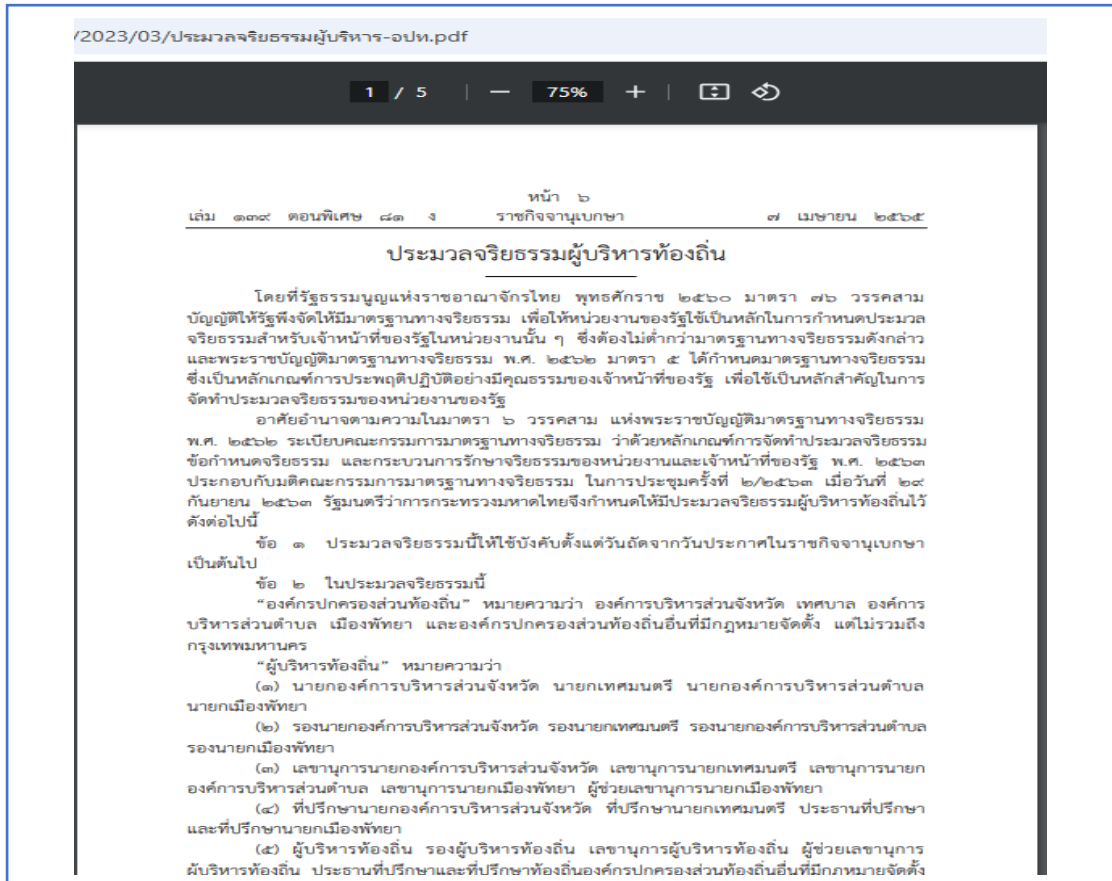 /2023/03/ประมวลจริยธรรมผู้บริหาร-อปท.pdf
1 / 5 | — 75% + |
หน้า ๖
เล่ม ๑๓๙ ตอนพิเศษ ๘๑ ง ราชกิจจานุเบกษา ๗ เมษายน ๒๕๖๕
ประมวลจริยธรรมผู้บริหารท้องถิ่น
โดยที่รัฐธรรมนูญแห่งราชอาณาจักรไทย พุทธศักราช ๒๕๖๐ มาตรา ๗๖ วรรคสาม
บัญญัติให้รัฐพึงจัดให้มีมาตรฐานทางจริยธรรม เพื่อให้หน่วยงานของรัฐใช้เป็นหลักในการกำหนดประมวล
จริยธรรมสำหรับเจ้าหน้าที่ของรัฐในหน่วยงานนั้น ๆ ซึ่งต้องไม่ต่ำกว่ามาตรฐานทางจริยธรรมดังกล่าว
และพระราชบัญญัติมาตรฐานทางจริยธรรม พ.ศ. ๒๕๖๒ มาตรา ๕ ได้กำหนดมาตรฐานทางจริยธรรม
ซึ่งเป็นหลักเกณฑ์การประพฤติปฏิบัติอย่างมีคุณธรรมของเจ้าหน้าที่ของรัฐ เพื่อใช้เป็นหลักสำคัญในการ
จัดทำประมวลจริยธรรมของหน่วยงานของรัฐ
อาศัยอำนาจตามความในมาตรา ๖ วรรคสาม แห่งพระราชบัญญัติมาตรฐานทางจริยธรรม
พ.ศ. ๒๕๖๒ ระเบียบคณะกรรมการมาตรฐานทางจริยธรรม ว่าด้วยหลักเกณฑ์การจัดทำประมวลจริยธรรม
ข้อกำหนดจริยธรรม และกระบวนการรักษาจริยธรรมของหน่วยงานและเจ้าหน้าที่ของรัฐ พ.ศ. ๒๕๖๓
ประกอบกับมติคณะกรรมการมาตรฐานทางจริยธรรม ในการประชุมครั้งที่ ๒/๒๕๖๓ เมื่อวันที่ ๒๙
กันยายน ๒๕๖๓ รัฐมนตรีว่าการกระทรวงมหาดไทยจึงกำหนดให้มีประมวลจริยธรรมผู้บริหารท้องถิ่นไว้
ดังต่อไปนี้
ข้อ ๑ ประมวลจริยธรรมนี้ให้ใช้บังคับตั้งแต่วันถัดจากวันประกาศในราชกิจจานุเบกษา
เป็นต้นไป
ข้อ ๒ ในประมวลจริยธรรมนี้
“องค์กรปกครองส่วนท้องถิ่น” หมายความว่า องค์การบริหารส่วนจังหวัด เทศบาล องค์การ
บริหารส่วนตำบล เมืองพัทยา และองค์กรปกครองส่วนท้องถิ่นอื่นที่มีกฎหมายจัดตั้ง แต่ไม่รวมถึง
กรุงเทพมหานคร
“ผู้บริหารท้องถิ่น” หมายความว่า
(๑) นายกองค์การบริหารส่วนจังหวัด นายกเทศมนตรี นายกองค์การบริหารส่วนตำบล
นายกเมืองพัทยา
(๒) รองนายกองค์การบริหารส่วนจังหวัด รองนายกเทศมนตรี รองนายกองค์การบริหารส่วนตำบล
รองนายกเมืองพัทยา
(๓) เลขานุการนายกองค์การบริหารส่วนจังหวัด เลขานุการนายกเทศมนตรี เลขานุการนายก
องค์การบริหารส่วนตำบล เลขานุการนายกเมืองพัทยา ผู้ช่วยเลขานุการนายกเมืองพัทยา
(๔) ที่ปรึกษานายกองค์การบริหารส่วนจังหวัด ที่ปรึกษานายกเทศมนตรี ประธานที่ปรึกษา
และที่ปรึกษานายกเมืองพัทยา
(๕) ผู้บริหารท้องถิ่น รองผู้บริหารท้องถิ่น เลขานุการผู้บริหารท้องถิ่น ผู้ช่วยเลขานุการ
ผู้บริหารท้องถิ่น ประธานที่ปรึกษาและที่ปรึกษาท้องถิ่นองค์กรปกครองส่วนท้องถิ่นอื่นที่มีกฎหมายจัดตั้ง